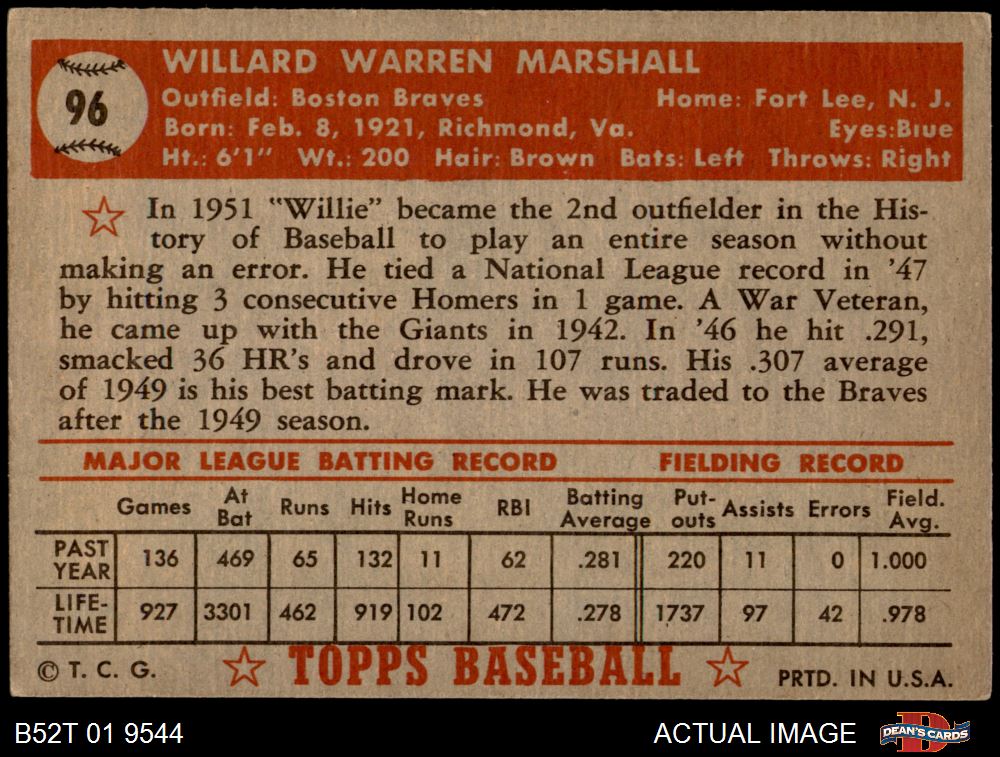 96
WILLARD WARREN MARSHALL
Outfield: Boston Braves Home: Fort Lee, N. J.
Born: Feb. 8, 1921, Richmond, Va. Eyes:Blue
Ht.: 6'1" Wt.: 200 Hair: Brown Bats: Left Throws: Right
In 1951 "Willie" became the 2nd outfielder in the His-
tory of Baseball to play an entire season without
making an error. He tied a National League record in '47
by hitting 3 consecutive Homers in 1 game. A War Veteran,
he came up with the Giants in 1942. In '46 he hit .291,
smacked 36 HR's and drove in 107 runs. His .307 average
of 1949 is his best batting mark. He was traded to the Braves
after the 1949 season.
MAJOR LEAGUE BATTING RECORD FIELDING RECORD
Games At Bat Runs Hits Home Runs RBI Batting Average Put-outs Assists Errors Field. Avg.
PAST YEAR 136 469 65 132 11 62 .281 220 11 0 1.000
LIFE-TIME 927 3301 462 919 102 472 .278 1737 97 42 .978
© T. C. G. TOPPS BASEBALL PRTD. IN U.S.A.
B52T 01 9544 ACTUAL IMAGE D DEAN'S CARDS